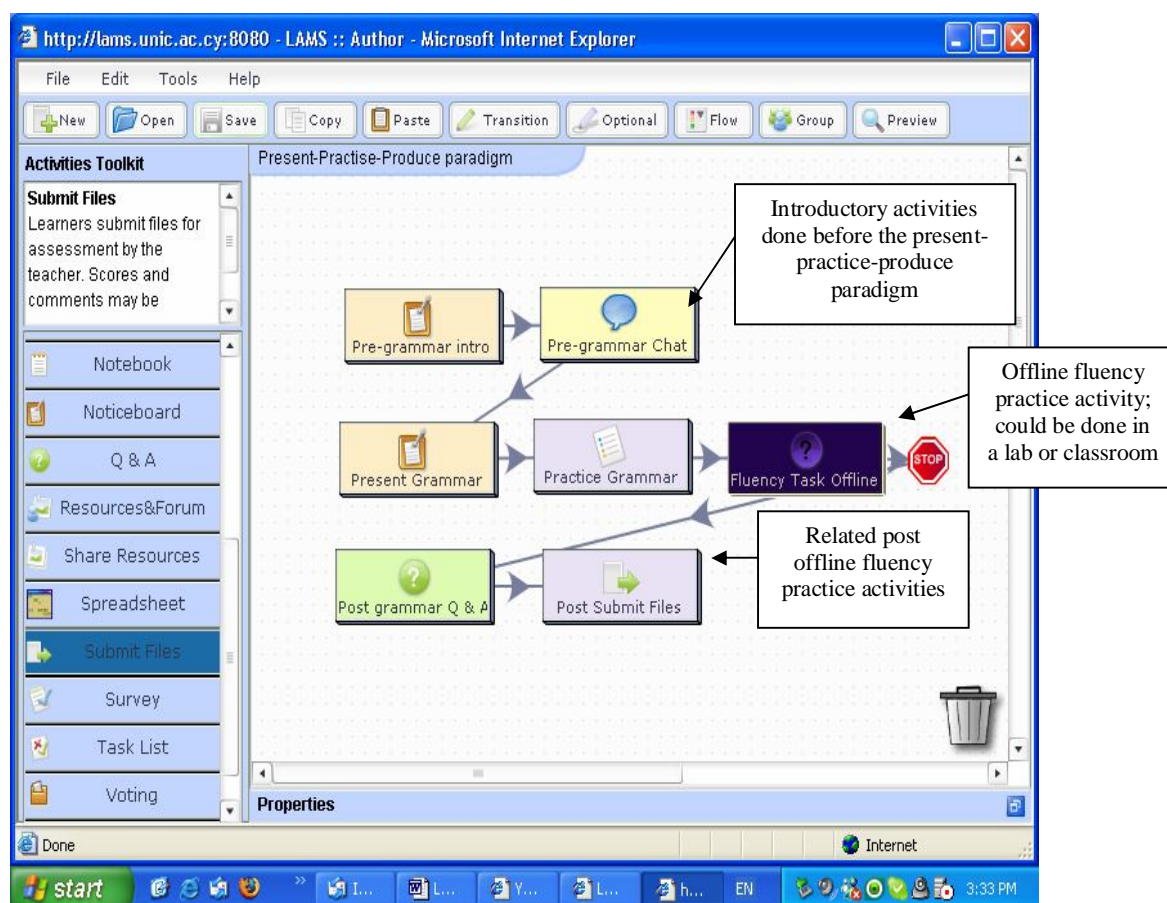 http://lams.unic.ac.cy:8080 - LAMS :: Author - Microsoft Internet Explorer
File Edit Tools Help
New Open Save Copy Paste Transition Optional Flow Group Preview
Activities Toolkit
Present-Practise-Produce paradigm
Submit Files
Learners submit files for
assessment by the
teacher. Scores and
comments may be
Notebook
Noticeboard
Q & A
Resources&Forum
Share Resources
Spreadsheet
Submit Files
Survey
Task List
Voting
Introductory activities
done before the present-
practice-produce
paradigm
Pre-grammar intro
Pre-grammar Chat
Offline fluency
practice activity;
could be done in
a lab or classroom
Present Grammar
Practice Grammar
Fluency Task Offline
STOP
Related post
offline fluency
practice activities
Post grammar Q & A
Post Submit Files
Properties
Done
Internet
start
I...
L...
Y...
L...
h...
EN
3:33 PM